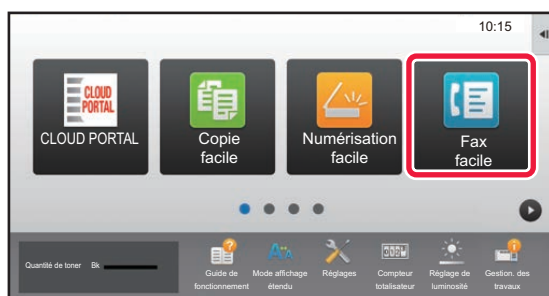 10:15
CLOUD
PORTAL
CLOUD PORTAL
Copie
facile
Numérisation
facile
Fax
facile
Quantité de toner Bk
Guide de
fonctionnement
Mode affichage
étendu
Réglages
Compteur
totalisateur
Réglage de
luminosité
Gestion. des
travaux